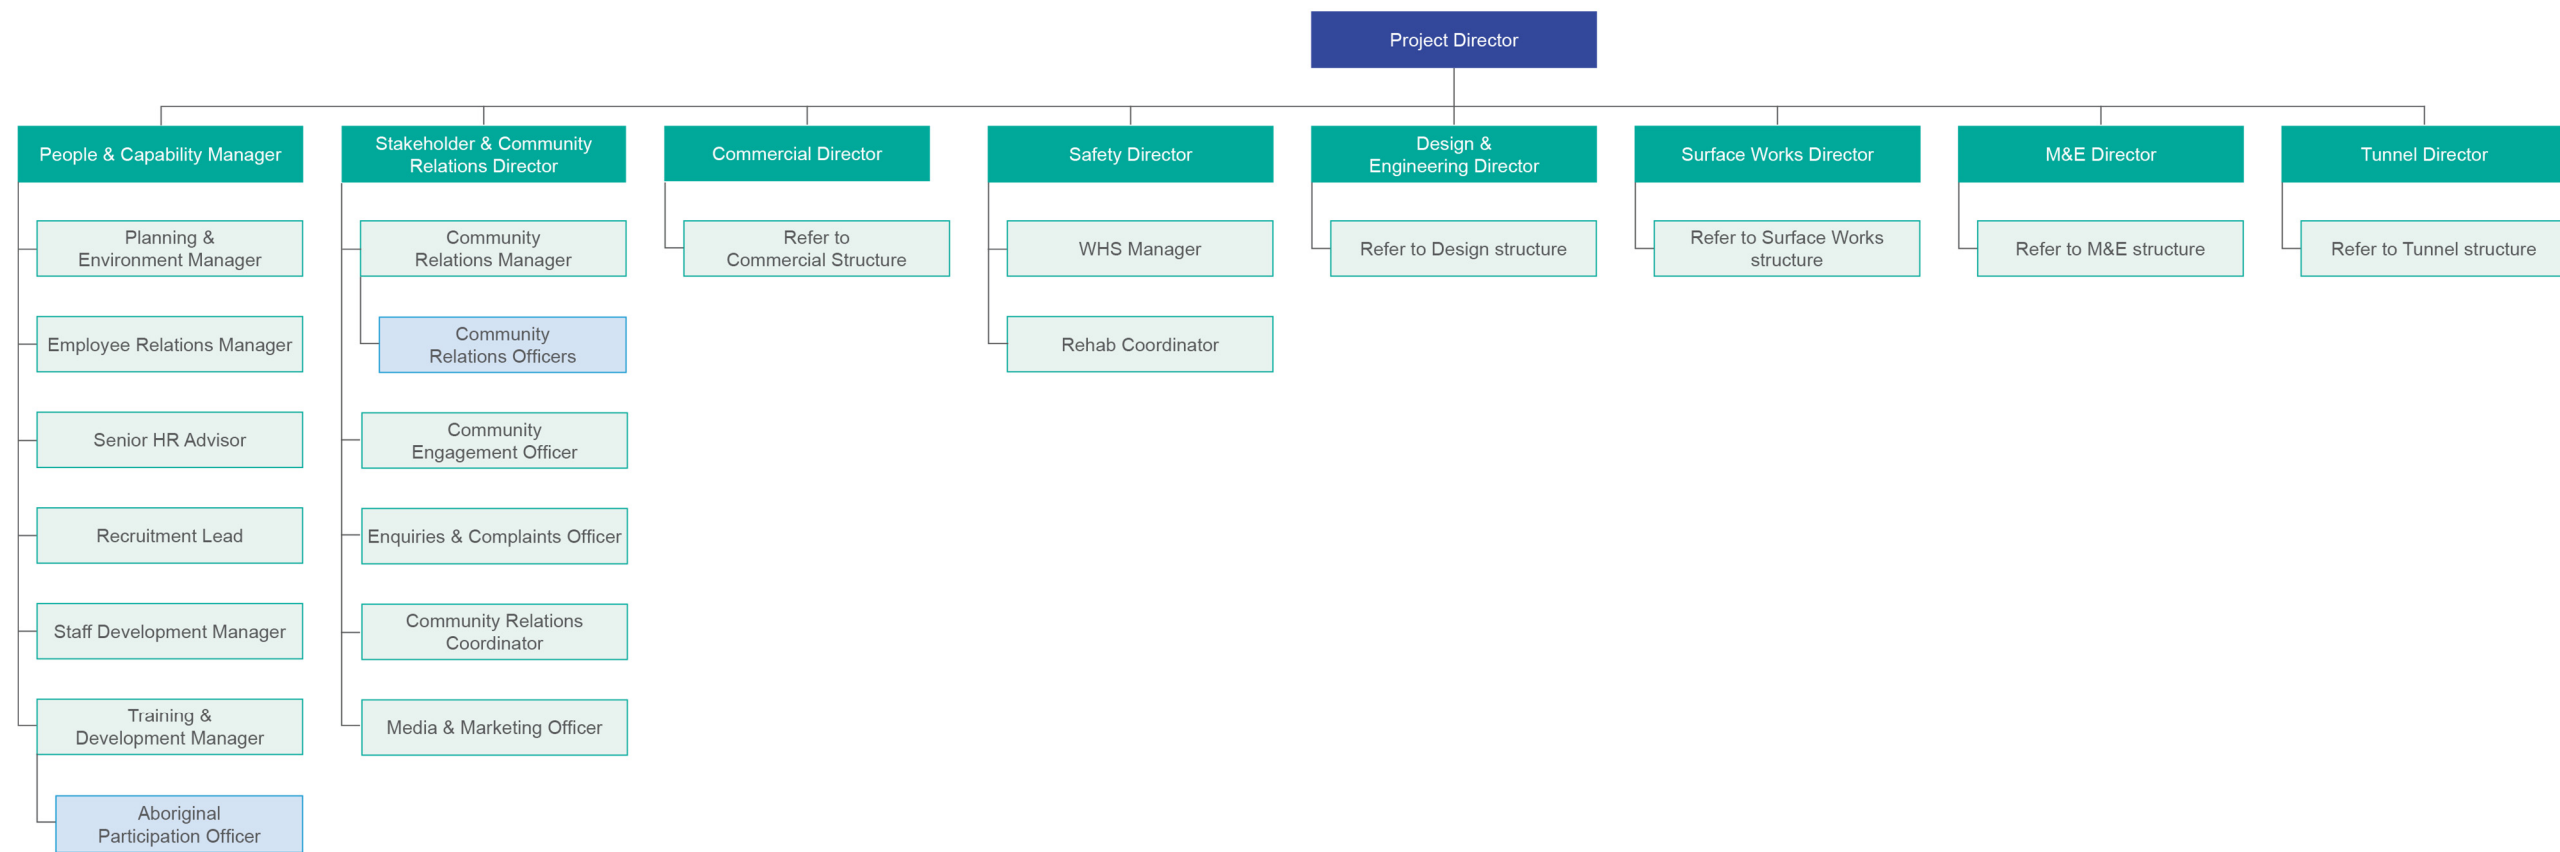 Project Director
People & Capability Manager
Stakeholder & Community
Relations Director
Commercial Director
Safety Director
Design &
Engineering Director
Surface Works Director
M&E Director
Tunnel Director
Planning &
Environment Manager
Employee Relations Manager
Senior HR Advisor
Recruitment Lead
Staff Development Manager
Training &
Development Manager
Aboriginal
Participation Officer
Community
Relations Manager
Community
Relations Officers
Community
Engagement Officer
Enquiries & Complaints Officer
Community Relations
Coordinator
Media & Marketing Officer
Refer to
Commercial Structure
WHS Manager
Rehab Coordinator
Refer to Design structure
Refer to Surface Works
structure
Refer to M&E structure
Refer to Tunnel structure